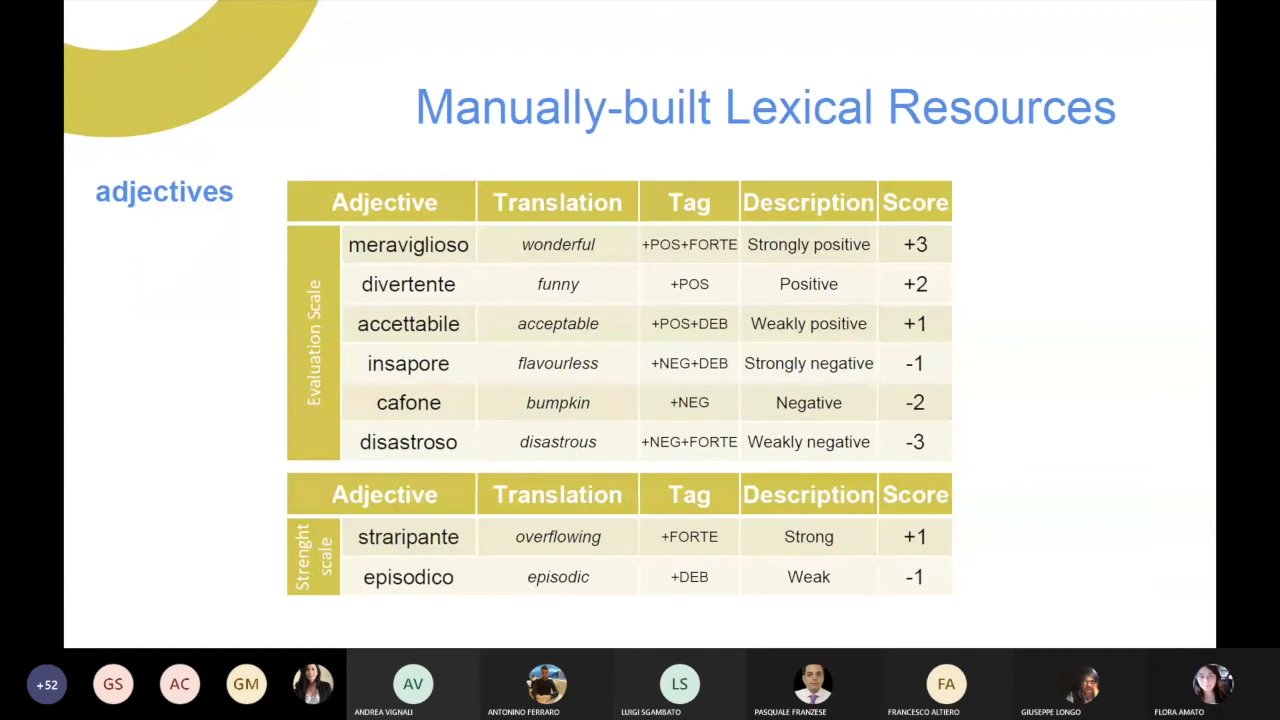 Manually-built Lexical Resources
adjectives
Adjective Translation Tag Description Score
Evaluation Scale
meraviglioso wonderful +POS+FORTE Strongly positive +3
divertente funny +POS Positive +2
accettabile acceptable +POS+DEB Weakly positive +1
insapore flavourless +NEG+DEB Strongly negative -1
cafone bumpkin +NEG Negative -2
disastroso disastrous +NEG+FORTE Weakly negative -3
Adjective Translation Tag Description Score
Strenght
scale
straripante overflowing +FORTE Strong +1
episodico episodic +DEB Weak -1
+52 GS AC GM AV LS FA
ANDREA VIGNALI ANTONINO FERRARO LUIGI SGAMBATO PASQUALE FRANZESE FRANCESCO ALTIERO GIUSEPPE LONGO FLORA AMATO